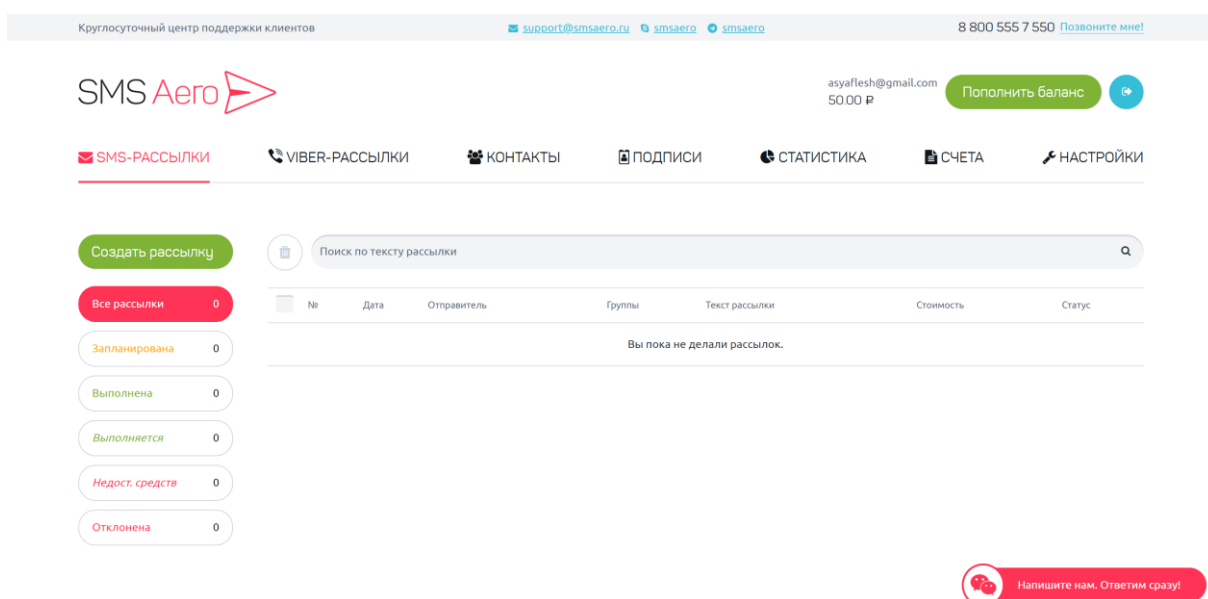 Круглосуточный центр поддержки клиентов support@smsaero.ru smsaero smsaero 8 800 555 7 550 Позвоните мне!
SMS Aero
asyaflesh@gmail.com
50.00 ₽
Пополнить баланс
SMS-РАССЫЛКИ VIBER-РАССЫЛКИ КОНТАКТЫ ПОДПИСИ СТАТИСТИКА СЧЕТА НАСТРОЙКИ
Создать рассылку
Поиск по тексту рассылки
Все рассылки 0
№ Дата Отправитель Группы Текст рассылки Стоимость Статус
Вы пока не делали рассылок.
Запланирована 0
Выполнена 0
Выполняется 0
Недост. средств 0
Отклонена 0
Напишите нам. Ответим сразу!